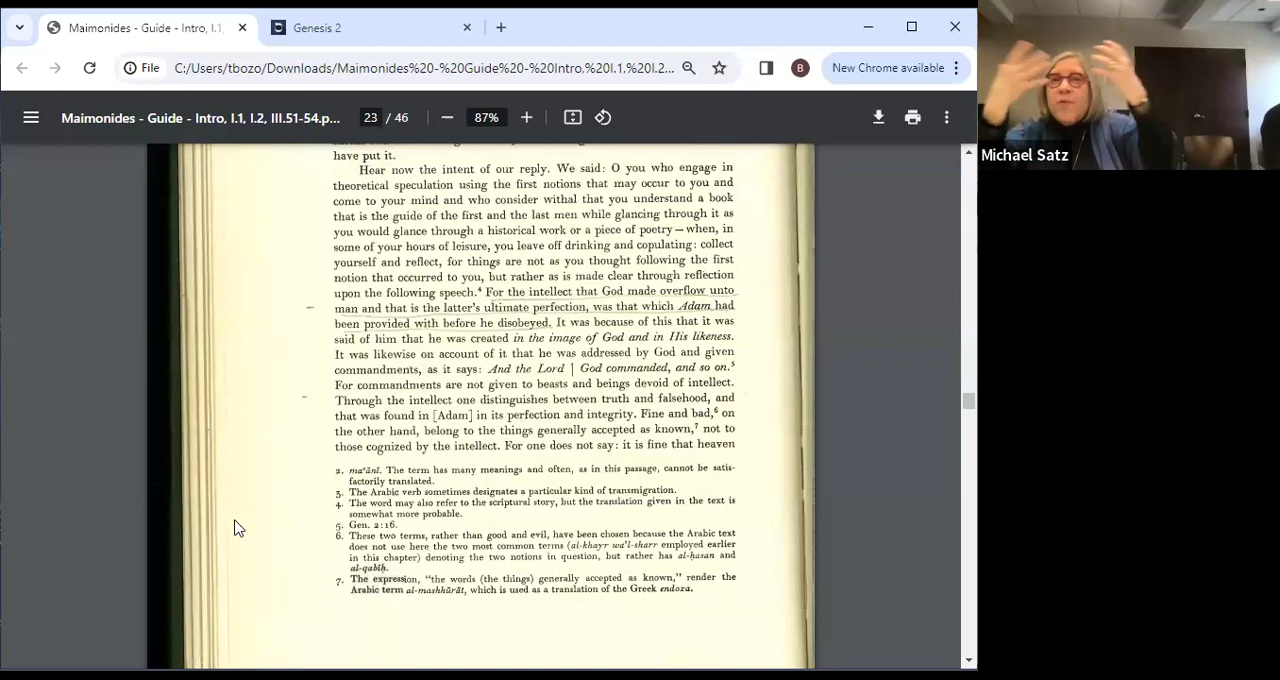 Maimonides - Guide - Intro, I.1,
Genesis 2
File
C:/Users/tbozo/Downloads/Maimonides%20-%20Guide%20-%20Intro,%20I.1,%20I.2...
B
New Chrome available
Maimonides - Guide - Intro, I.1, I.2, III.51-54.p...
23 / 46
87%
Michael Satz
have put it.
Hear now the intent of our reply. We said: O you who engage in
theoretical speculation using the first notions that may occur to you and
come to your mind and who consider withal that you understand a book
that is the guide of the first and the last men while glancing through it as
you would glance through a historical work or a piece of poetry—when, in
some of your hours of leisure, you leave off drinking and copulating: collect
yourself and reflect, for things are not as you thought following the first
notion that occurred to you, but rather as is made clear through reflection
upon the following speech.⁴ For the intellect that God made overflow unto
man and that is the latter's ultimate perfection, was that which Adam had
been provided with before he disobeyed. It was because of this that it was
said of him that he was created in the image of God and in His likeness.
It was likewise on account of it that he was addressed by God and given
commandments, as it says: And the Lord | God commanded, and so on.⁵
For commandments are not given to beasts and beings devoid of intellect.
Through the intellect one distinguishes between truth and falsehood, and
that was found in [Adam] in its perfection and integrity. Fine and bad,⁶ on
the other hand, belong to the things generally accepted as known,⁷ not to
those cognized by the intellect. For one does not say: it is fine that heaven
2. ma'ānī. The term has many meanings and often, as in this passage, cannot be satis-
factorily translated.
3. The Arabic verb sometimes designates a particular kind of transmigration.
4. The word may also refer to the scriptural story, but the translation given in the text is
somewhat more probable.
5. Gen. 2:16.
6. These two terms, rather than good and evil, have been chosen because the Arabic text
does not use here the two most common terms (al-khayr wa'l-sharr employed earlier
in this chapter) denoting the two notions in question, but rather has al-ḥasan and
al-qabīḥ.
7. The expression, "the words (the things) generally accepted as known," render the
Arabic term al-mashhūrāt, which is used as a translation of the Greek endoxa.